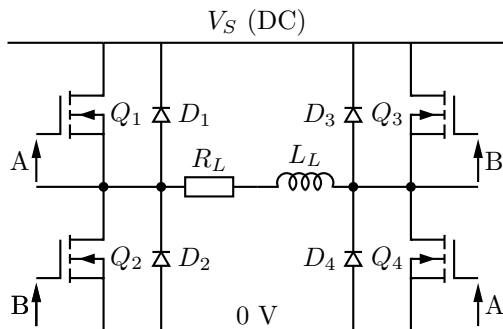 V_S (DC)
Q_1 D_1 D_3 Q_3
A R_L L_L B
Q_2 D_2 D_4 Q_4
B 0 V A